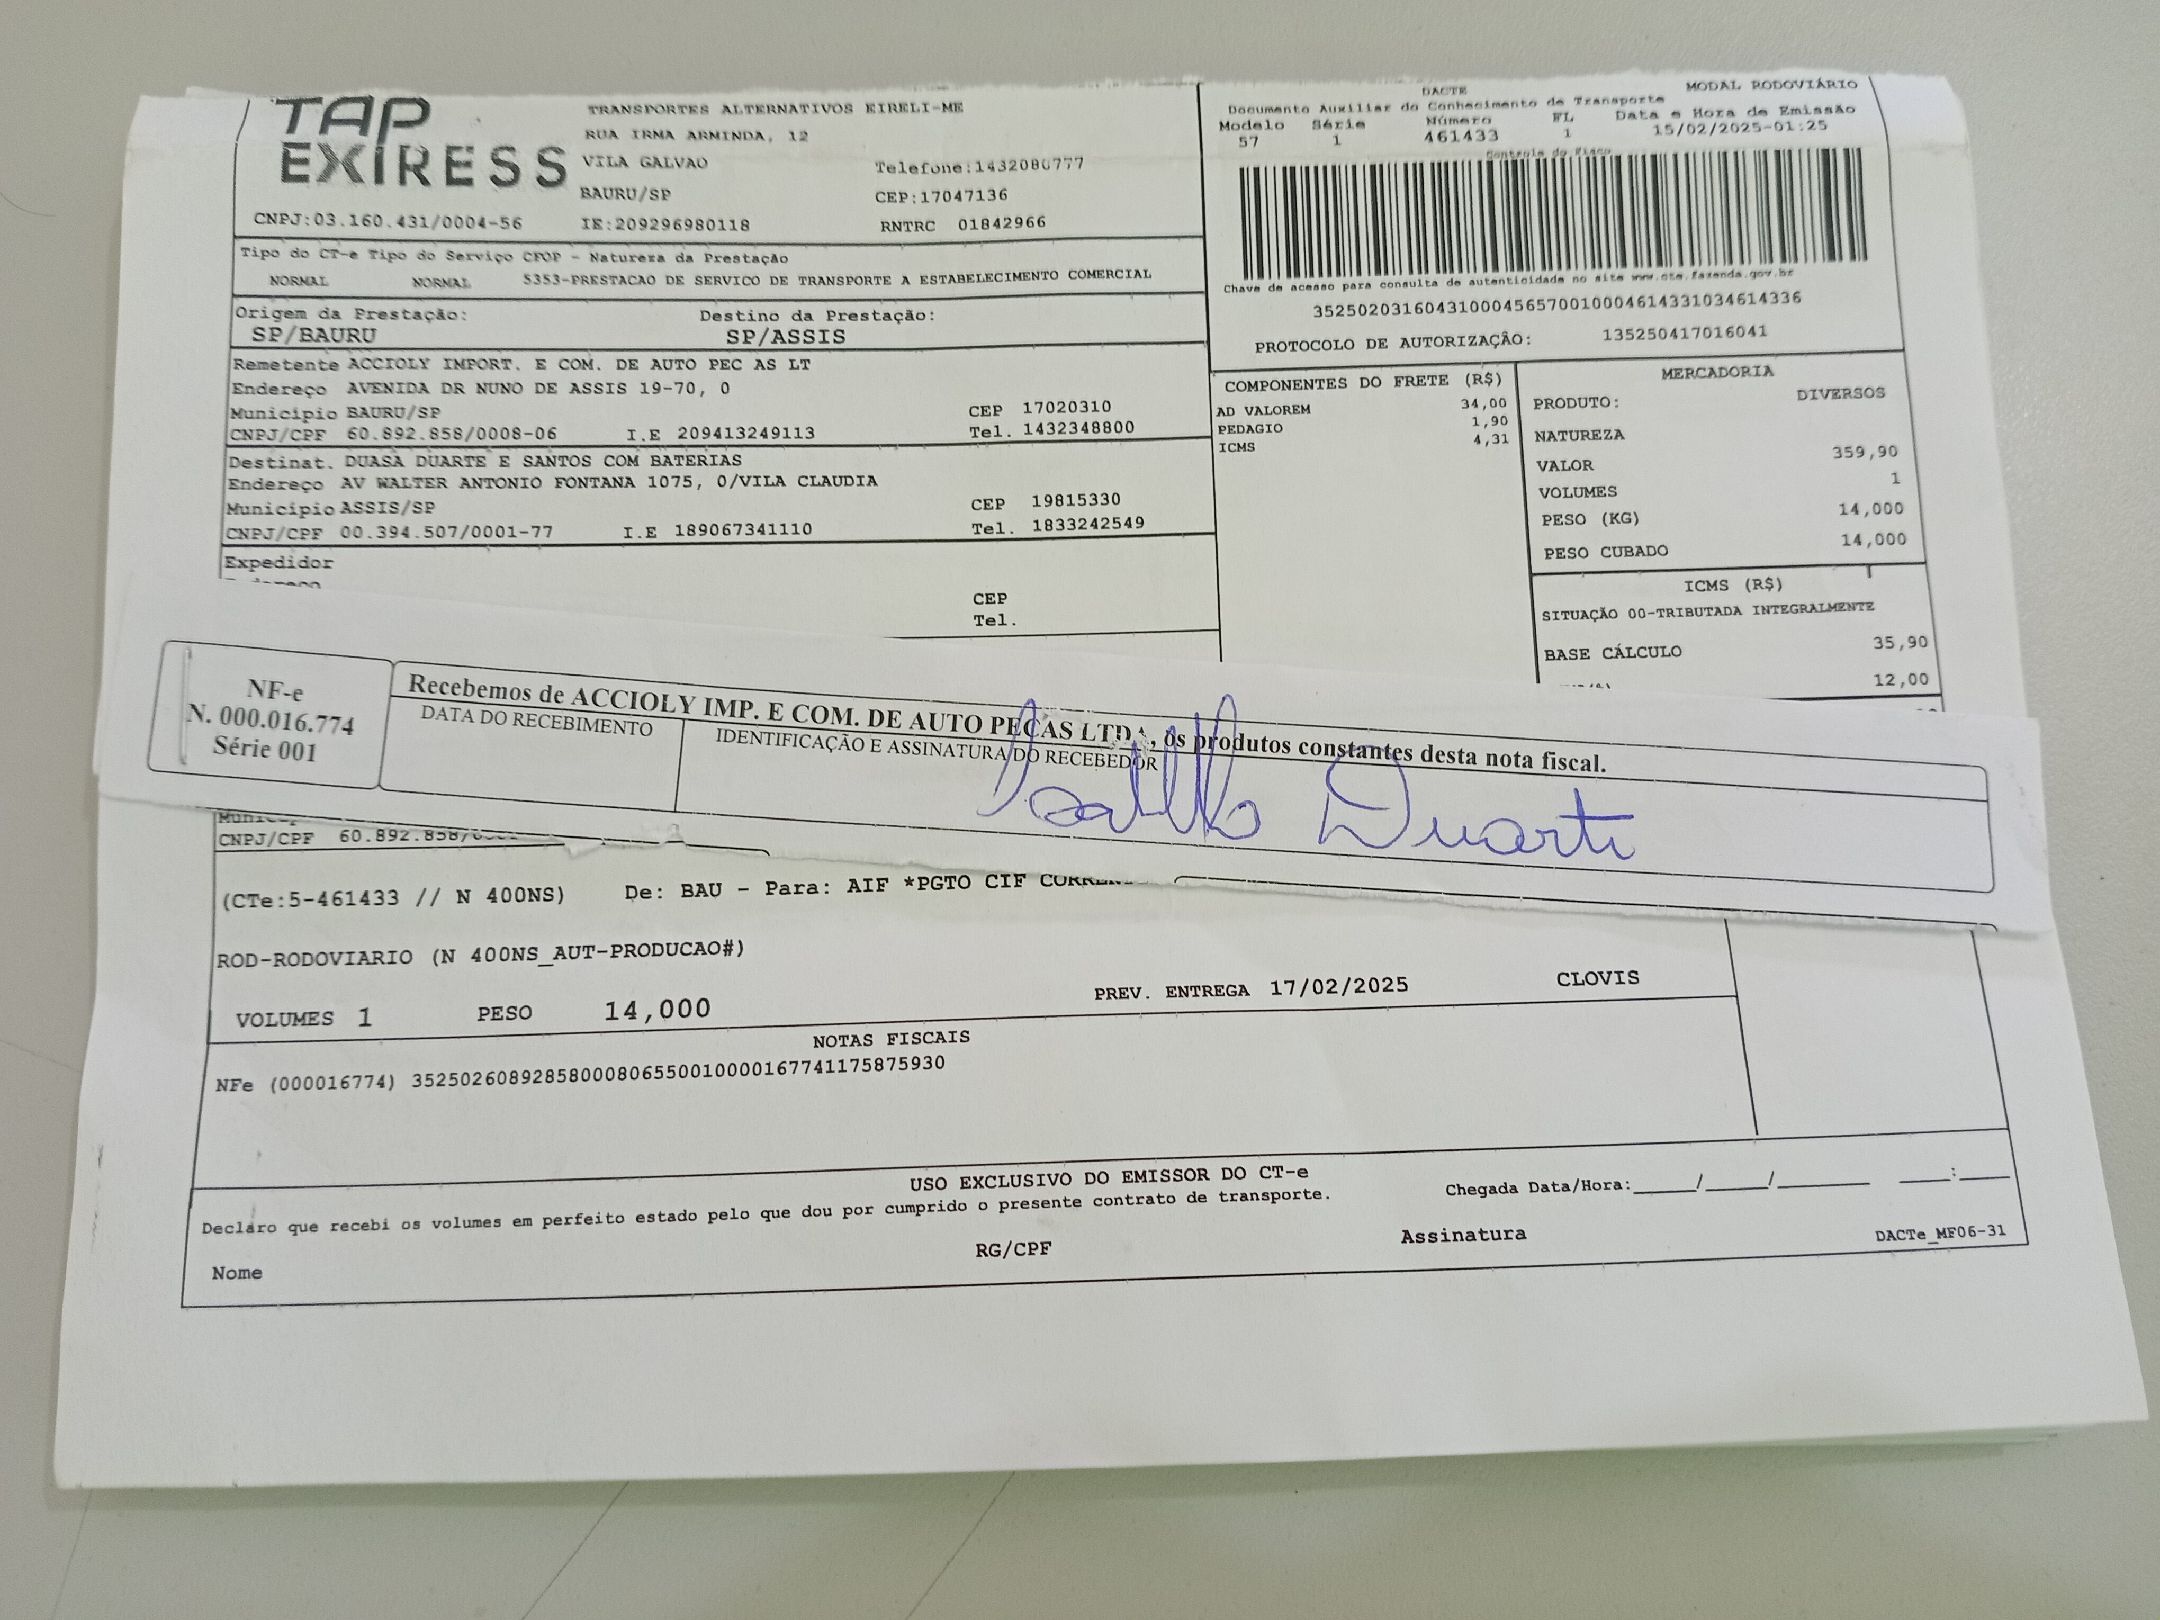 TAP
EXIRESS
TRANSPORTES ALTERNATIVOS EIRELI-ME
RUA IRMA ARMINDA, 12
VILA GALVAO
Telefone:1432080777
BAURU/SP
CEP:17047136
CNPJ:03.160.431/0004-56
IE:209296980118
RNTRC 01842966
DACTE
MODAL RODOVIÁRIO
Documento Auxiliar do Conhecimento de Transporte
Modelo Série Número FL Data e Hora de Emissão
57 1 461433 1 15/02/2025-01:25
Controle do Fisco
Chave de acesso para consulta de autenticidade no site www.cte.fazenda.gov.br
35250203160431000456570010004614331034614336
PROTOCOLO DE AUTORIZAÇÃO: 135250417016041
Tipo do CT-e Tipo do Serviço CFOP - Natureza da Prestação
NORMAL NORMAL 5353-PRESTACAO DE SERVICO DE TRANSPORTE A ESTABELECIMENTO COMERCIAL
Origem da Prestação: Destino da Prestação:
SP/BAURU SP/ASSIS
Remetente ACCIOLY IMPORT. E COM. DE AUTO PEC AS LT
Endereço AVENIDA DR NUNO DE ASSIS 19-70, 0
Município BAURU/SP CEP 17020310
CNPJ/CPF 60.892.858/0008-06 I.E 209413249113 Tel. 1432348800
Destinat. DUASA DUARTE E SANTOS COM BATERIAS
Endereço AV WALTER ANTONIO FONTANA 1075, 0/VILA CLAUDIA
Município ASSIS/SP CEP 19815330
CNPJ/CPF 00.394.507/0001-77 I.E 189067341110 Tel. 1833242549
Expedidor
CEP
Tel.
COMPONENTES DO FRETE (R$)
AD VALOREM 34,00
PEDAGIO 1,90
ICMS 4,31
MERCADORIA
PRODUTO: DIVERSOS
NATUREZA
VALOR 359,90
VOLUMES 1
PESO (KG) 14,000
PESO CUBADO 14,000
ICMS (R$)
SITUAÇÃO 00-TRIBUTADA INTEGRALMENTE
BASE CÁLCULO 35,90
12,00
NF-e
N. 000.016.774
Série 001
Recebemos de ACCIOLY IMP. E COM. DE AUTO PEÇAS LTDA, os produtos constantes desta nota fiscal.
DATA DO RECEBIMENTO
IDENTIFICAÇÃO E ASSINATURA DO RECEBEDOR
Duarte
CNPJ/CPF 60.892.858/
(CTe:5-461433 // N 400NS) De: BAU - Para: AIF *PGTO CIF
ROD-RODOVIARIO (N 400NS_AUT-PRODUCAO#)
VOLUMES 1 PESO 14,000 PREV. ENTREGA 17/02/2025 CLOVIS
NOTAS FISCAIS
NFe (000016774) 35250260892858000806550010000167741175875930
USO EXCLUSIVO DO EMISSOR DO CT-e
Declaro que recebi os volumes em perfeito estado pelo que dou por cumprido o presente contrato de transporte.
Chegada Data/Hora:_____/_____/_______ ____:____
Nome RG/CPF Assinatura
DACTe_MF06-31